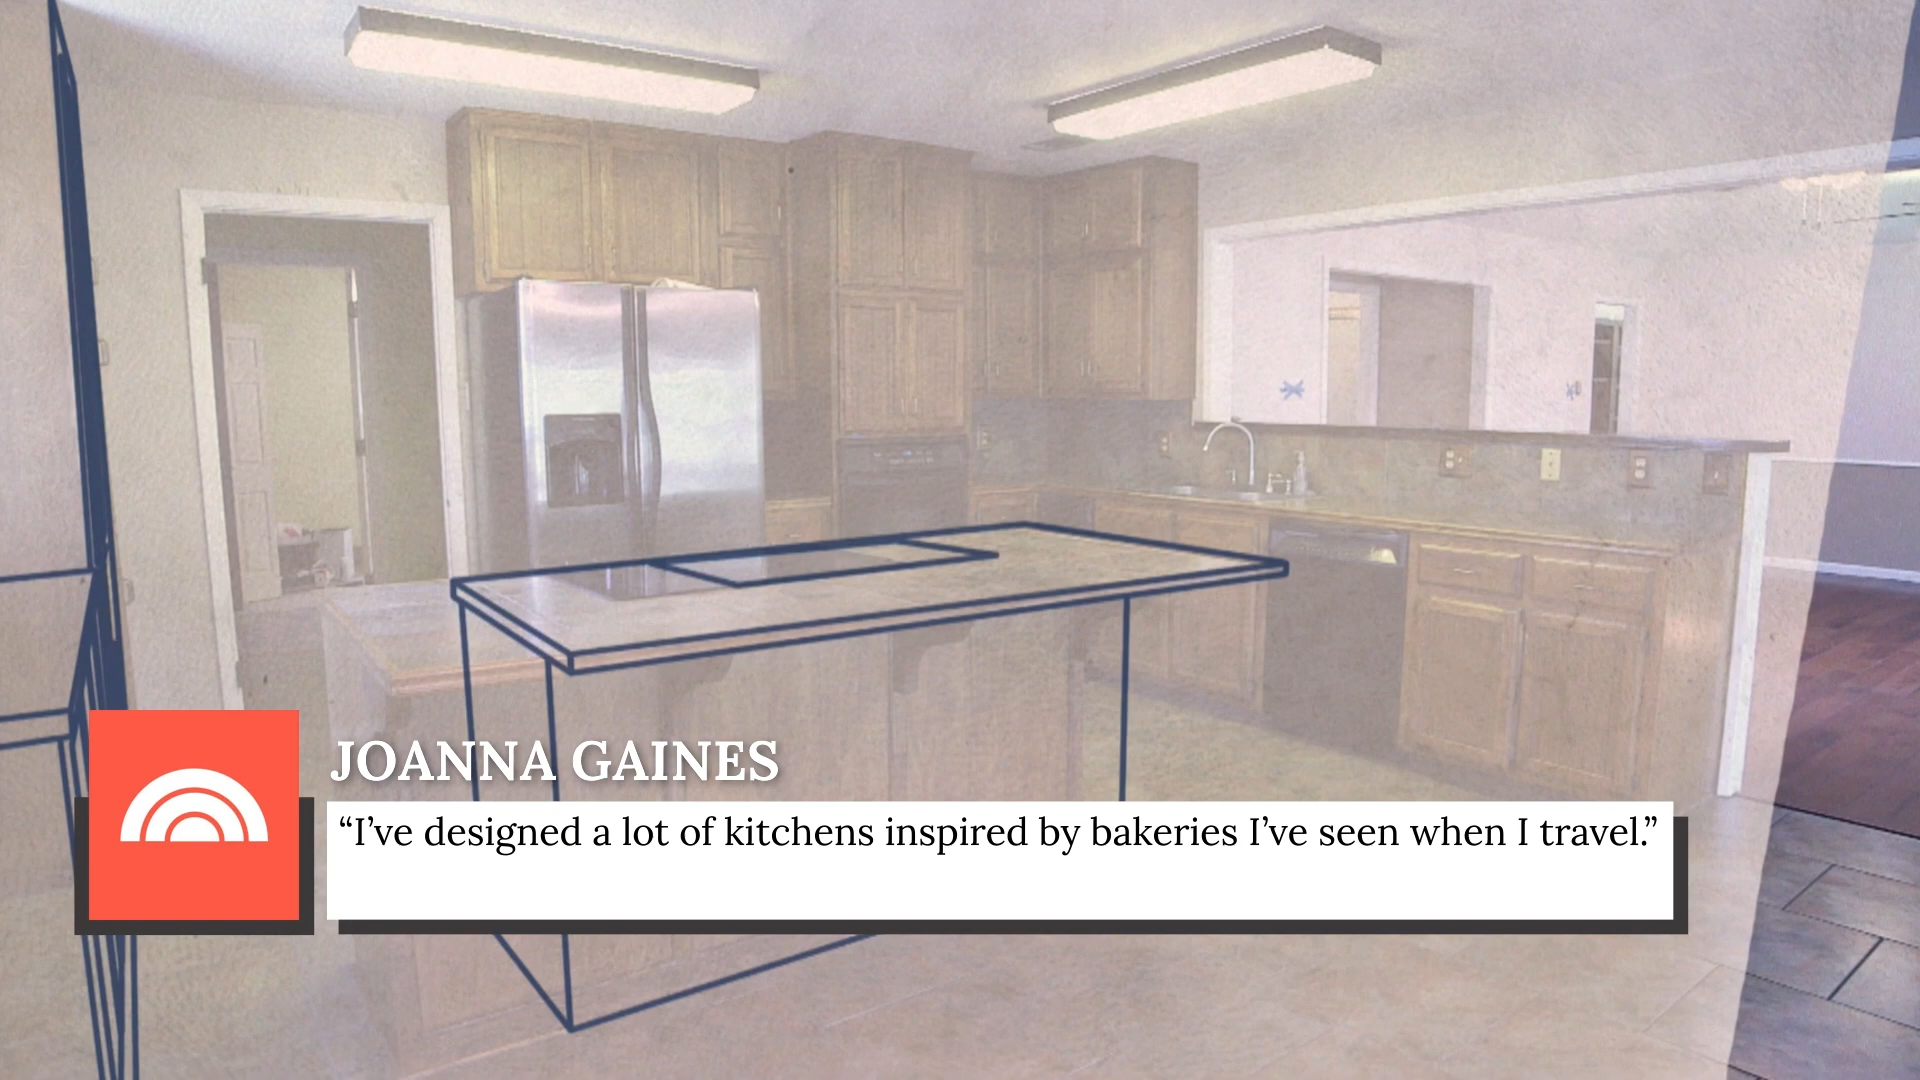 JOANNA GAINES
“I’ve designed a lot of kitchens inspired by bakeries I’ve seen when I travel.”